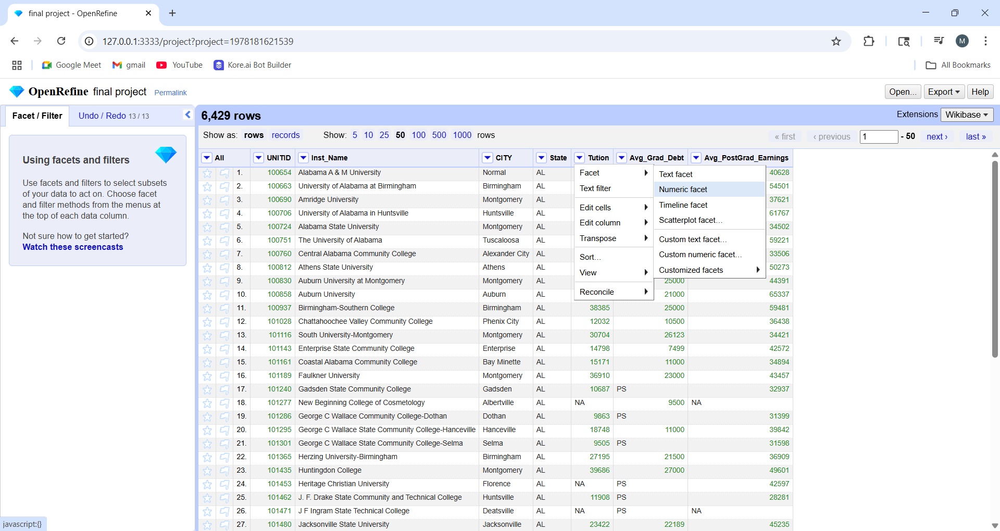 final project - OpenRefine
127.0.0.1:3333/project?project=1978181621539
M
Google Meet gmail YouTube Kore.ai Bot Builder All Bookmarks
OpenRefine final project Permalink Open... Export Help
Facet / Filter Undo / Redo 13 / 13
6,429 rows Extensions Wikibase
Show as: rows records Show: 5 10 25 50 100 500 1000 rows « first ‹ previous 1 - 50 next › last »
Using facets and filters
Use facets and filters to select subsets
of your data to act on. Choose facet
and filter methods from the menus at
the top of each data column.
Not sure how to get started?
Watch these screencasts
All UNITID Inst_Name CITY State Tution Avg_Grad_Debt Avg_PostGrad_Earnings
1. 100654 Alabama A & M University Normal AL 40628
2. 100663 University of Alabama at Birmingham Birmingham AL 54501
3. 100690 Amridge University Montgomery AL 37621
4. 100706 University of Alabama in Huntsville Huntsville AL 61767
5. 100724 Alabama State University Montgomery AL 34502
6. 100751 The University of Alabama Tuscaloosa AL 59221
7. 100760 Central Alabama Community College Alexander City AL 33506
8. 100812 Athens State University Athens AL 50273
9. 100830 Auburn University at Montgomery Montgomery AL 25000 44391
10. 100858 Auburn University Auburn AL 21000 65337
11. 100937 Birmingham-Southern College Birmingham AL 38385 25000 59481
12. 101028 Chattahoochee Valley Community College Phenix City AL 12032 10500 36438
13. 101116 South University-Montgomery Montgomery AL 30704 26123 34421
14. 101143 Enterprise State Community College Enterprise AL 14798 7499 42572
15. 101161 Coastal Alabama Community College Bay Minette AL 15171 11000 34894
16. 101189 Faulkner University Montgomery AL 36910 23000 43457
17. 101240 Gadsden State Community College Gadsden AL 10687 PS 32937
18. 101277 New Beginning College of Cosmetology Albertville AL NA 9500 NA
19. 101286 George C Wallace Community College-Dothan Dothan AL 9863 PS 31399
20. 101295 George C Wallace State Community College-Hanceville Hanceville AL 18748 11000 39842
21. 101301 George C Wallace State Community College-Selma Selma AL 9505 PS 31598
22. 101365 Herzing University-Birmingham Birmingham AL 27195 21500 36909
23. 101435 Huntingdon College Montgomery AL 39686 27000 49601
24. 101453 Heritage Christian University Florence AL NA PS 42597
25. 101462 J. F. Drake State Community and Technical College Huntsville AL 11908 PS 28281
26. 101471 J F Ingram State Technical College Deatsville AL NA PS NA
27. 101480 Jacksonville State University Jacksonville AL 23422 22189 45235
Facet
Text filter
Edit cells
Edit column
Transpose
Sort...
View
Reconcile
Text facet
Numeric facet
Timeline facet
Scatterplot facet...
Custom text facet...
Custom numeric facet...
Customized facets
javascript:{}